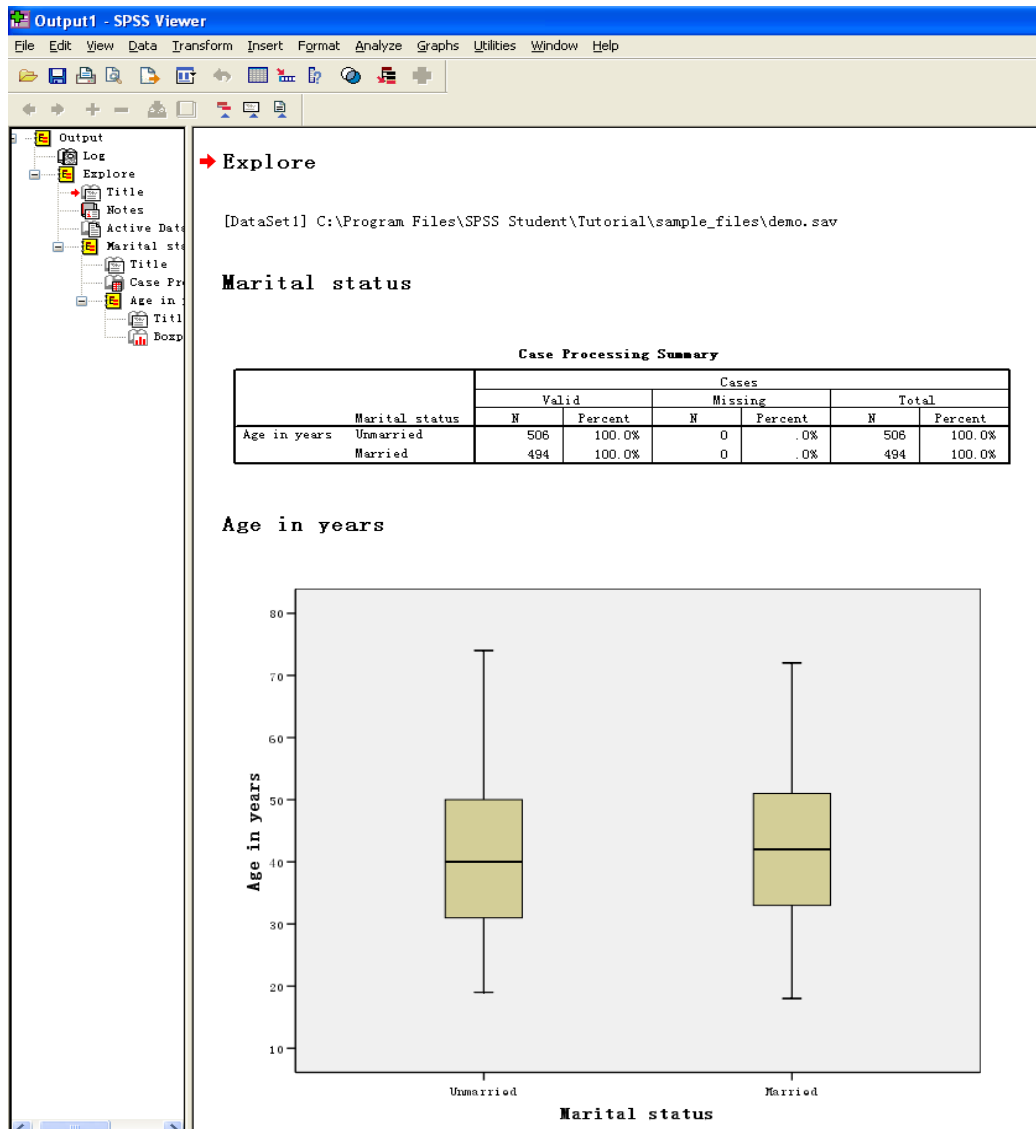 Output1 - SPSS Viewer
File Edit View Data Transform Insert Format Analyze Graphs Utilities Window Help
Output
Log
Explore
Title
Notes
Active Date
Marital sta
Title
Case Pr
Age in
Titl
Boxp
Explore
[DataSet1] C:\Program Files\SPSS Student\Tutorial\sample_files\demo.sav
Marital status
Case Processing Summary
Cases
Valid Missing Total
Marital status N Percent N Percent N Percent
Age in years Unmarried 506 100.0% 0 .0% 506 100.0%
Married 494 100.0% 0 .0% 494 100.0%
Age in years
80
70
60
50
40
30
20
10
Age in years
Unmarried Married
Marital status